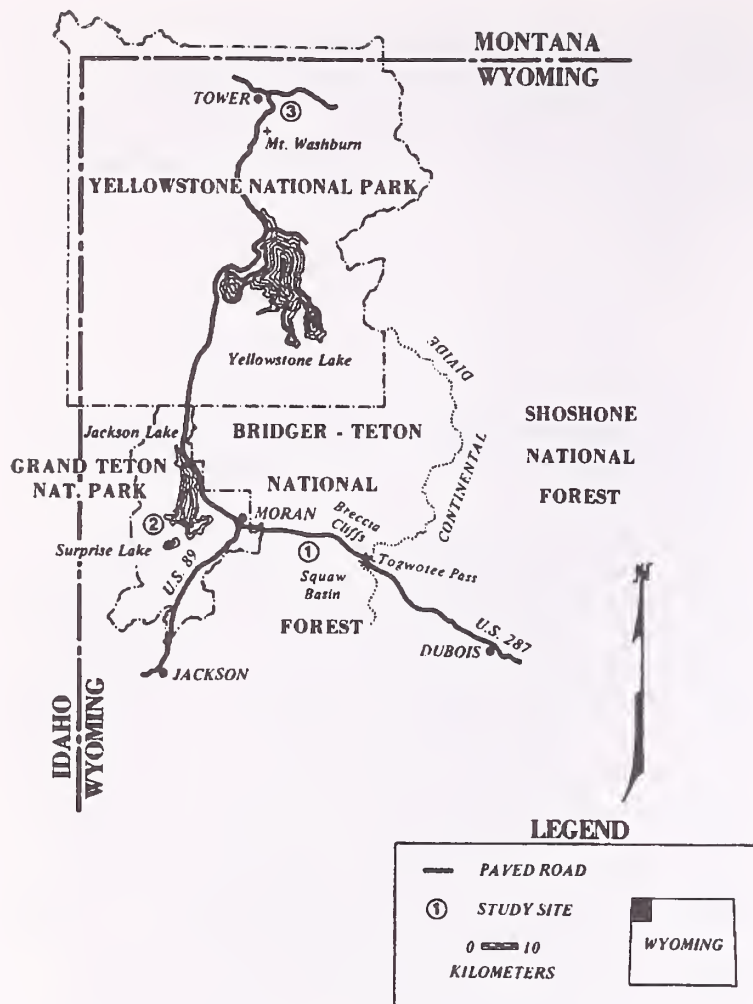 MONTANA
WYOMING
TOWER
3
Mt. Washburn
YELLOWSTONE NATIONAL PARK
Yellowstone Lake
DIVIDE
CONTINENTAL
SHOSHONE
NATIONAL
FOREST
Jackson Lake
BRIDGER - TETON
GRAND TETON
NAT. PARK
NATIONAL
MORAN
Breccia
Cliffs
2
1
Surprise Lake
U.S. 89
Togwotee Pass
Squaw
Basin
FOREST
U.S. 287
DUBOIS
JACKSON
IDAHO
WYOMING
N
LEGEND
PAVED ROAD
1 STUDY SITE
0 10
KILOMETERS
WYOMING